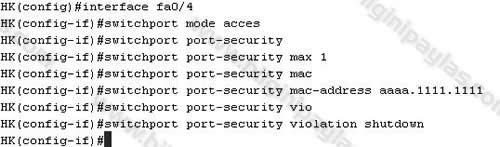 HK(config)#interface fa0/4
HK(config-if)#switchport mode acces
HK(config-if)#switchport port-security
HK(config-if)#switchport port-security max 1
HK(config-if)#switchport port-security mac
HK(config-if)#switchport port-security mac-address aaaa.1111.1111
HK(config-if)#switchport port-security vio
HK(config-if)#switchport port-security violation shutdown
HK(config-if)#